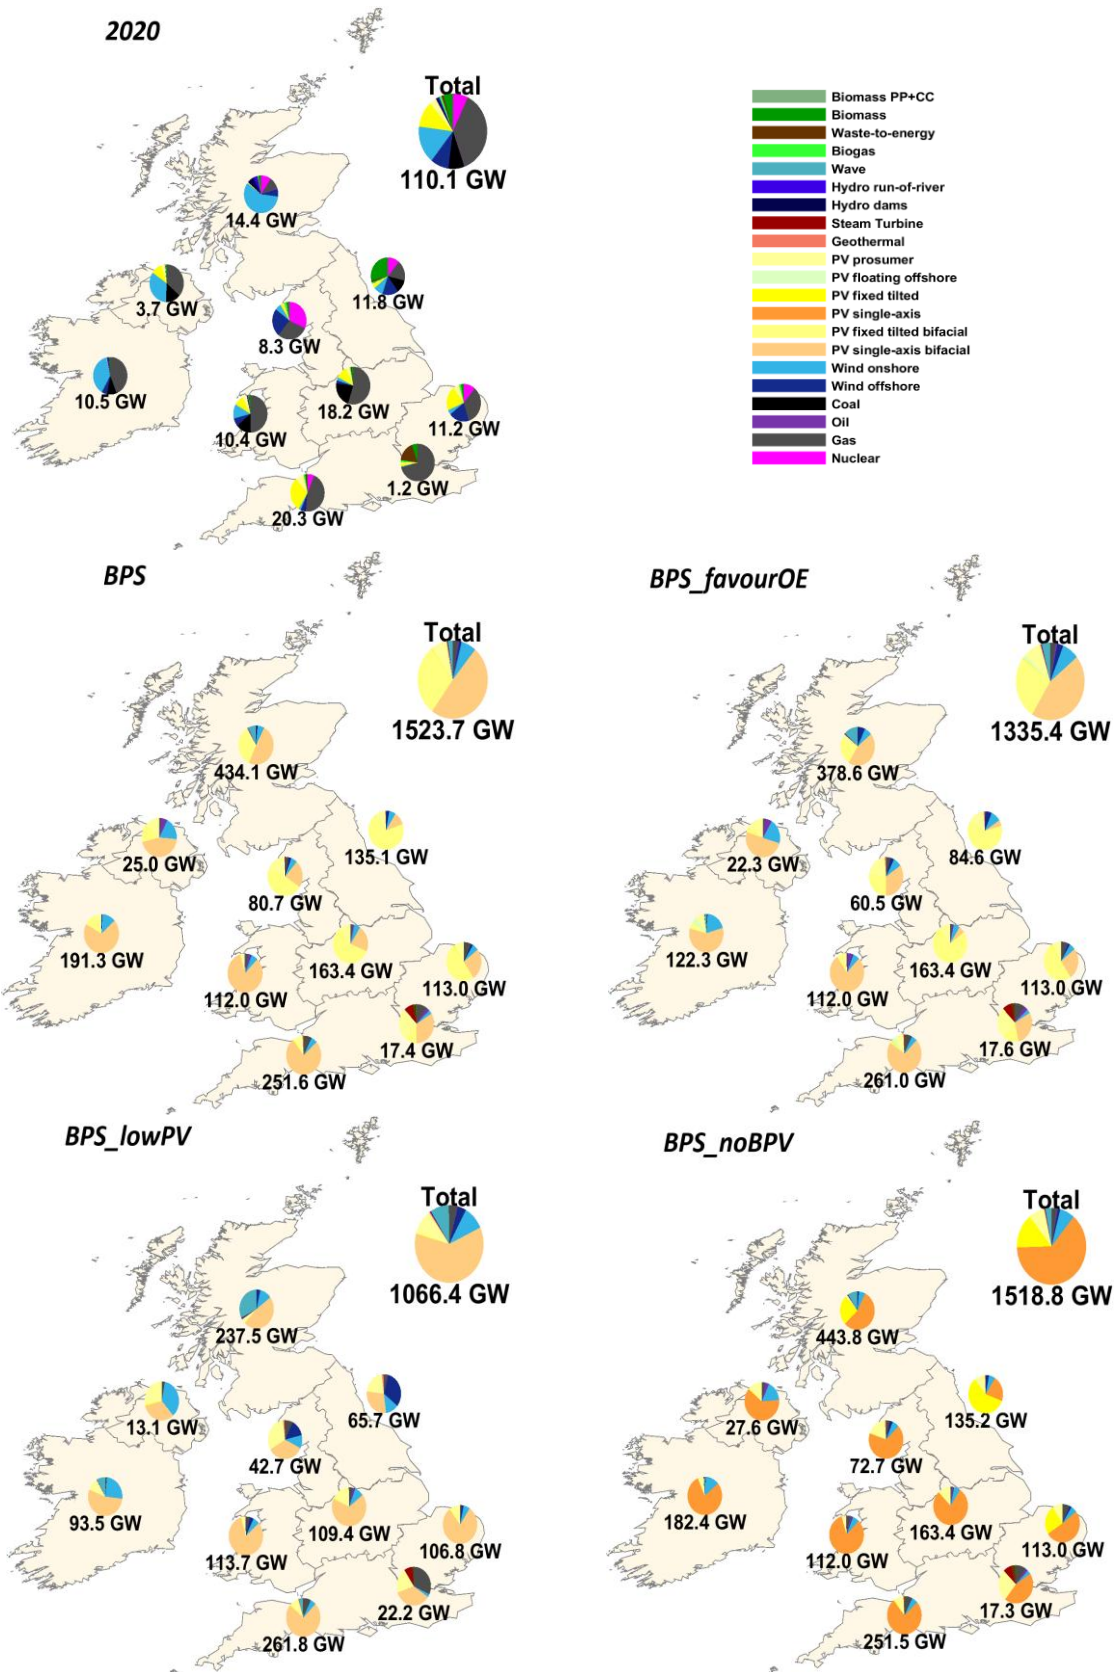 2020
Total
110.1 GW
14.4 GW
3.7 GW
11.8 GW
8.3 GW
10.5 GW
18.2 GW
11.2 GW
10.4 GW
1.2 GW
20.3 GW
Biomass PP+CC
Biomass
Waste-to-energy
Biogas
Wave
Hydro run-of-river
Hydro dams
Steam Turbine
Geothermal
PV prosumer
PV floating offshore
PV fixed tilted
PV single-axis
PV fixed tilted bifacial
PV single-axis bifacial
Wind onshore
Wind offshore
Coal
Oil
Gas
Nuclear
BPS
Total
1523.7 GW
434.1 GW
25.0 GW
135.1 GW
80.7 GW
191.3 GW
163.4 GW
113.0 GW
112.0 GW
17.4 GW
251.6 GW
BPS_favourOE
Total
1335.4 GW
378.6 GW
22.3 GW
84.6 GW
60.5 GW
122.3 GW
163.4 GW
113.0 GW
112.0 GW
17.6 GW
261.0 GW
BPS_lowPV
Total
1066.4 GW
237.5 GW
13.1 GW
65.7 GW
42.7 GW
93.5 GW
109.4 GW
106.8 GW
113.7 GW
22.2 GW
261.8 GW
BPS_noBPV
Total
1518.8 GW
443.8 GW
27.6 GW
135.2 GW
72.7 GW
182.4 GW
163.4 GW
113.0 GW
112.0 GW
17.3 GW
251.5 GW